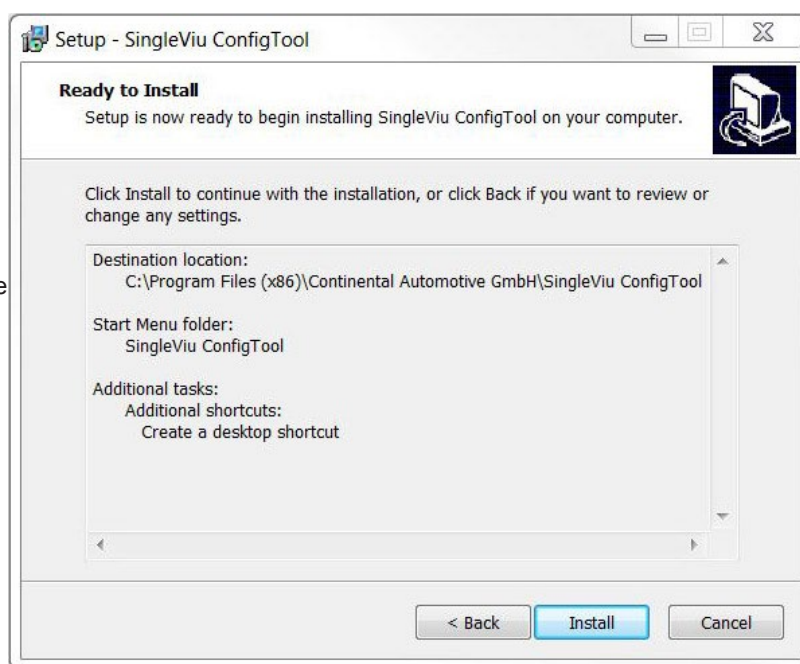 Setup - SingleViu ConfigTool
Ready to Install
Setup is now ready to begin installing SingleViu ConfigTool on your computer.
Click Install to continue with the installation, or click Back if you want to review or
change any settings.
Destination location:
C:\Program Files (x86)\Continental Automotive GmbH\SingleViu ConfigTool
e
Start Menu folder:
SingleViu ConfigTool
Additional tasks:
Additional shortcuts:
Create a desktop shortcut
< Back
Install
Cancel